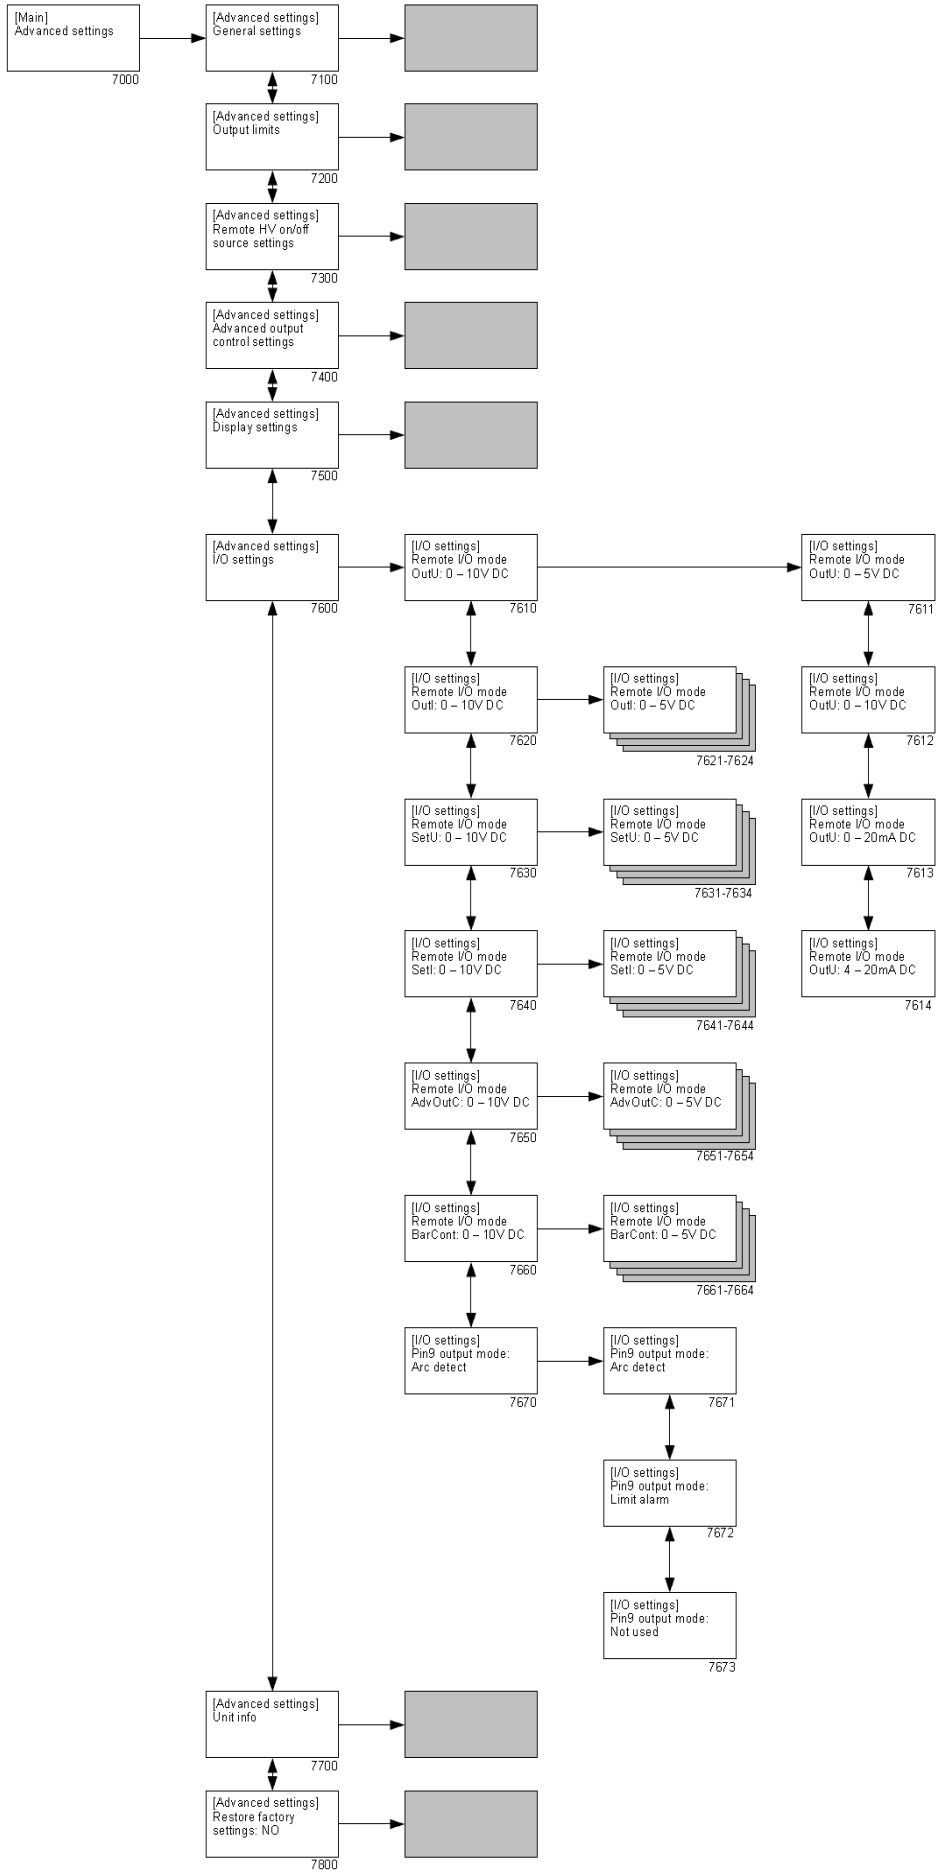 [Main]
Advanced settings
7000
[Advanced settings]
General settings
7100
[Advanced settings]
Output limits
7200
[Advanced settings]
Remote HV on/off
source settings
7300
[Advanced settings]
Advanced output
control settings
7400
[Advanced settings]
Display settings
7500
[Advanced settings]
I/O settings
7600
[I/O settings]
Remote I/O mode
OutU: 0 – 10V DC
7610
[I/O settings]
Remote I/O mode
OutU: 0 – 5V DC
7611
[I/O settings]
Remote I/O mode
OutI: 0 – 10V DC
7620
[I/O settings]
Remote I/O mode
OutI: 0 – 5V DC
7621-7624
[I/O settings]
Remote I/O mode
OutU: 0 – 10V DC
7612
[I/O settings]
Remote I/O mode
SetU: 0 – 10V DC
7630
[I/O settings]
Remote I/O mode
SetU: 0 – 5V DC
7631-7634
[I/O settings]
Remote I/O mode
OutU: 0 – 20mA DC
7613
[I/O settings]
Remote I/O mode
SetI: 0 – 10V DC
7640
[I/O settings]
Remote I/O mode
SetI: 0 – 5V DC
7641-7644
[I/O settings]
Remote I/O mode
OutU: 4 – 20mA DC
7614
[I/O settings]
Remote I/O mode
AdvOutC: 0 – 10V DC
7650
[I/O settings]
Remote I/O mode
AdvOutC: 0 – 5V DC
7651-7654
[I/O settings]
Remote I/O mode
BarCont: 0 – 10V DC
7660
[I/O settings]
Remote I/O mode
BarCont: 0 – 5V DC
7661-7664
[I/O settings]
Pin9 output mode:
Arc detect
7670
[I/O settings]
Pin9 output mode:
Arc detect
7671
[I/O settings]
Pin9 output mode:
Limit alarm
7672
[I/O settings]
Pin9 output mode:
Not used
7673
[Advanced settings]
Unit info
7700
[Advanced settings]
Restore factory
settings: NO
7800